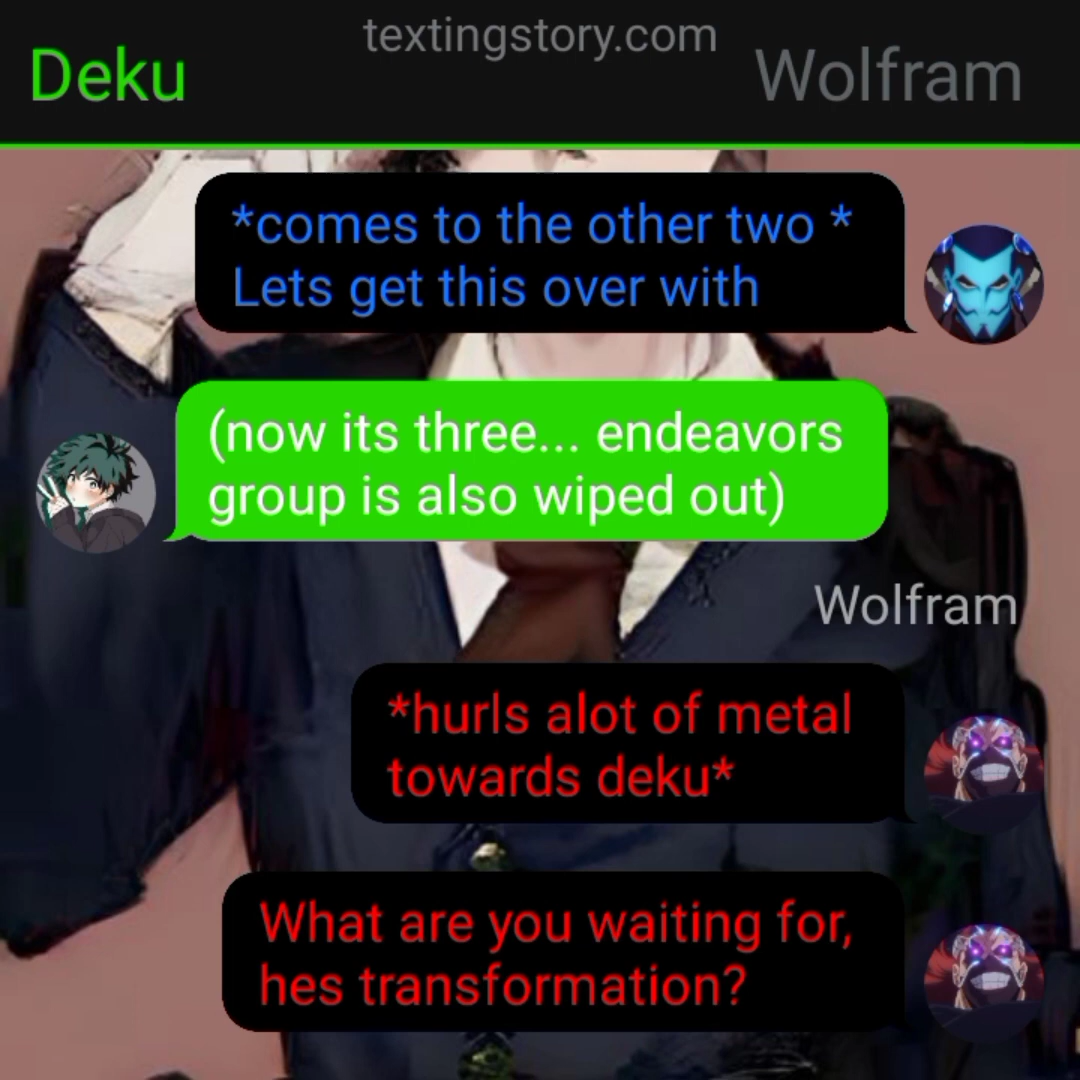 textingstory.com
Deku
Wolfram
*comes to the other two *
Lets get this over with
(now its three... endeavors
group is also wiped out)
Wolfram
*hurls alot of metal
towards deku*
What are you waiting for,
hes transformation?